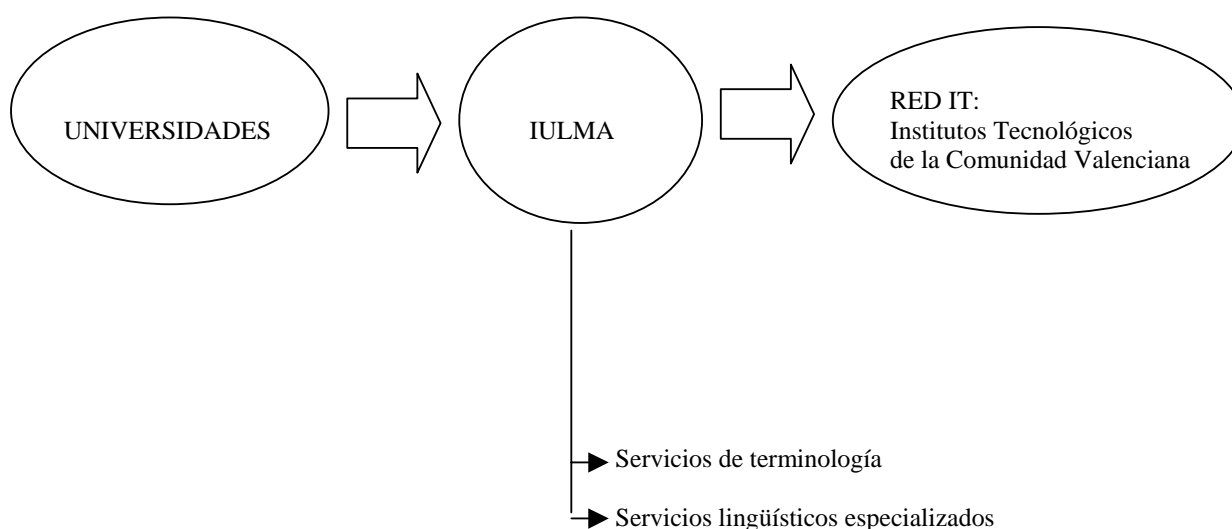 UNIVERSIDADES
IULMA
RED IT:
Institutos Tecnológicos
de la Comunidad Valenciana
Servicios de terminología
Servicios lingüísticos especializados